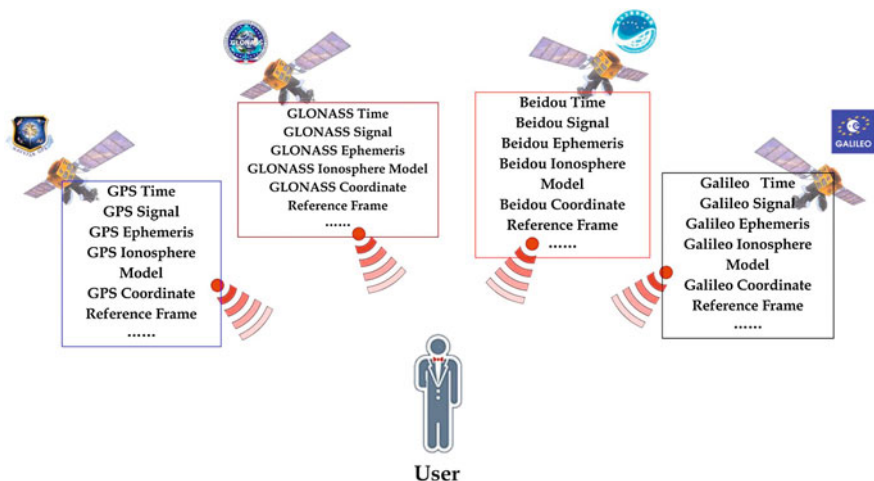 GLONASS
GLONASS Time
GLONASS Signal
GLONASS Ephemeris
GLONASS Ionosphere Model
GLONASS Coordinate
Reference Frame
......
Beidou Time
Beidou Signal
Beidou Ephemeris
Beidou Ionosphere
Model
Beidou Coordinate
Reference Frame
......
GPS Time
GPS Signal
GPS Ephemeris
GPS Ionosphere
Model
GPS Coordinate
Reference Frame
......
GALILEO
Galileo Time
Galileo Signal
Galileo Ephemeris
Galileo Ionosphere
Model
Galileo Coordinate
Reference Frame
......
User